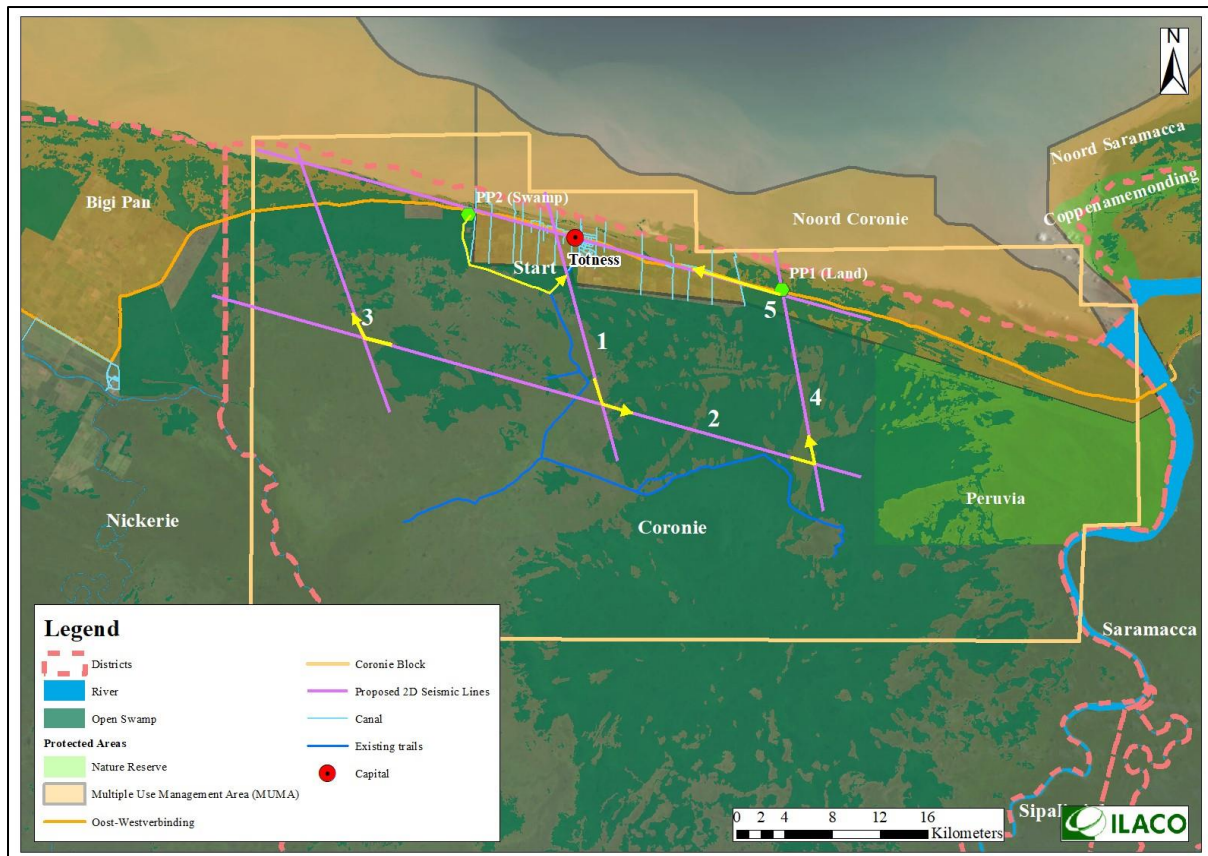 N
Noord Saramacca
Coppenamemonding
Bigi Pan
PP2 (Swamp)
Noord Coronie
Totness
Start
PP1 (Land)
5
3
1
4
2
Peruvia
Nickerie
Coronie
Saramacca
Legend
Districts
River
Open Swamp
Protected Areas
Nature Reserve
Multiple Use Management Area (MUMA)
Oost-Westverbinding
Coronie Block
Proposed 2D Seismic Lines
Canal
Existing trails
Capital
0 2 4 8 12 16
Kilometers
ILACO